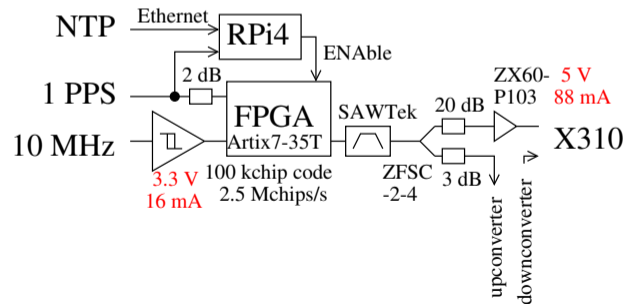 NTP
Ethernet
RPi4
ENAble
1 PPS
2 dB
FPGA
Artix7-35T
10 MHz
3.3 V
16 mA
100 kchip code
2.5 Mchips/s
SAWTek
ZFSC
-2-4
20 dB
3 dB
ZX60-
P103
5 V
88 mA
X310
upconverter
downconverter